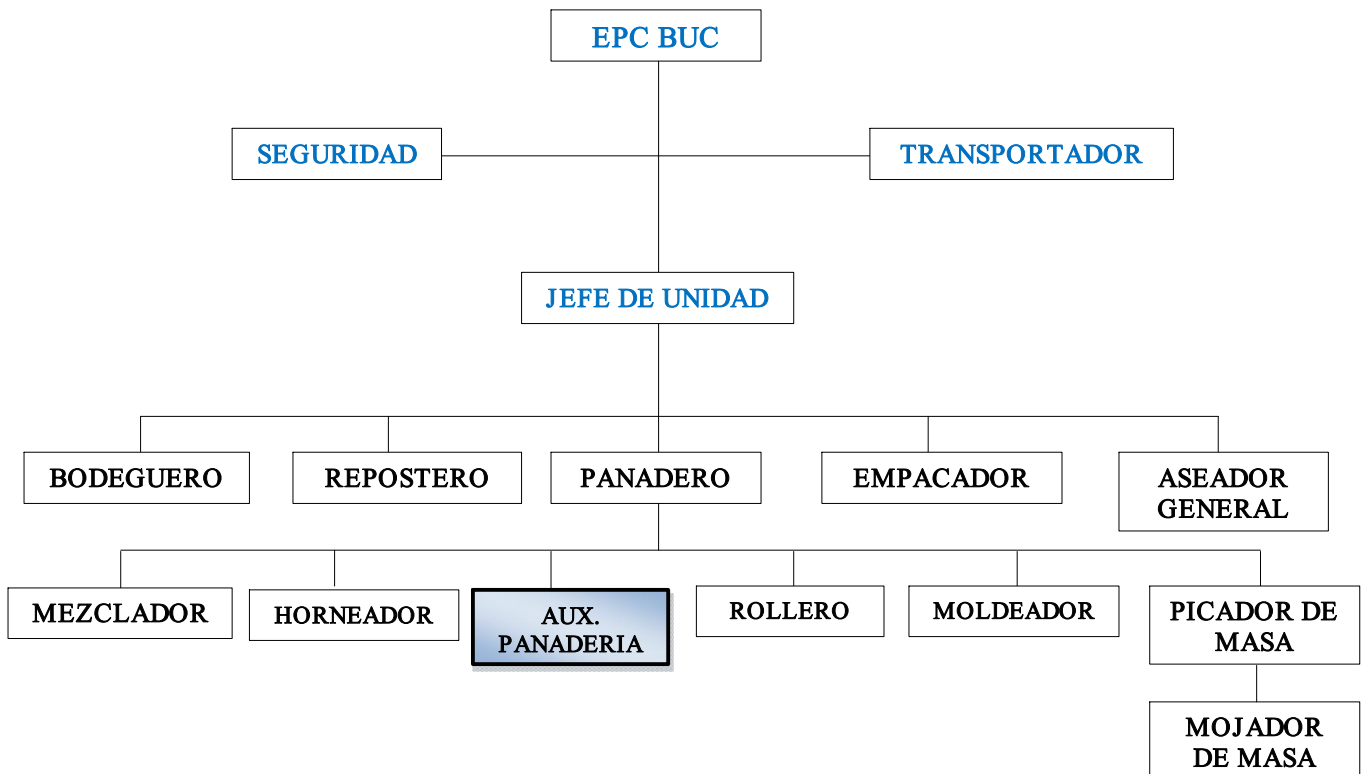 EPC BUC
SEGURIDAD
TRANSPORTADOR
JEFE DE UNIDAD
BODEGUERO
REPOSTERO
PANADERO
EMPACADOR
ASEADOR
GENERAL
MEZCLADOR
HORNEADOR
AUX.
PANADERIA
ROLLERO
MOLDEADOR
PICADOR DE
MASA
MOJADOR
DE MASA